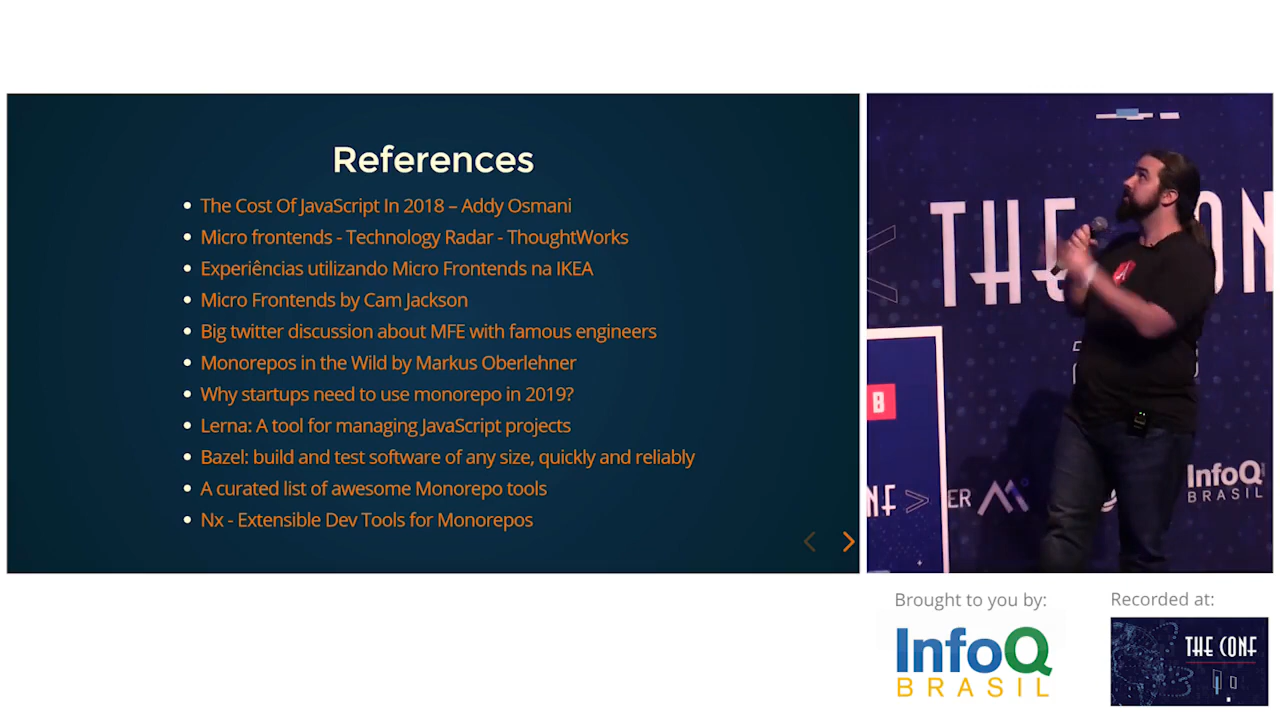 References
The Cost Of JavaScript In 2018 – Addy Osmani
Micro frontends - Technology Radar - ThoughtWorks
Experiências utilizando Micro Frontends na IKEA
Micro Frontends by Cam Jackson
Big twitter discussion about MFE with famous engineers
Monorepos in the Wild by Markus Oberlehner
Why startups need to use monorepo in 2019?
Lerna: A tool for managing JavaScript projects
Bazel: build and test software of any size, quickly and reliably
A curated list of awesome Monorepo tools
Nx - Extensible Dev Tools for Monorepos
THE CON
B
NF >
ER
InfoQ
BRASIL
Brought to you by:
InfoQ
BRASIL
Recorded at:
THE CONF